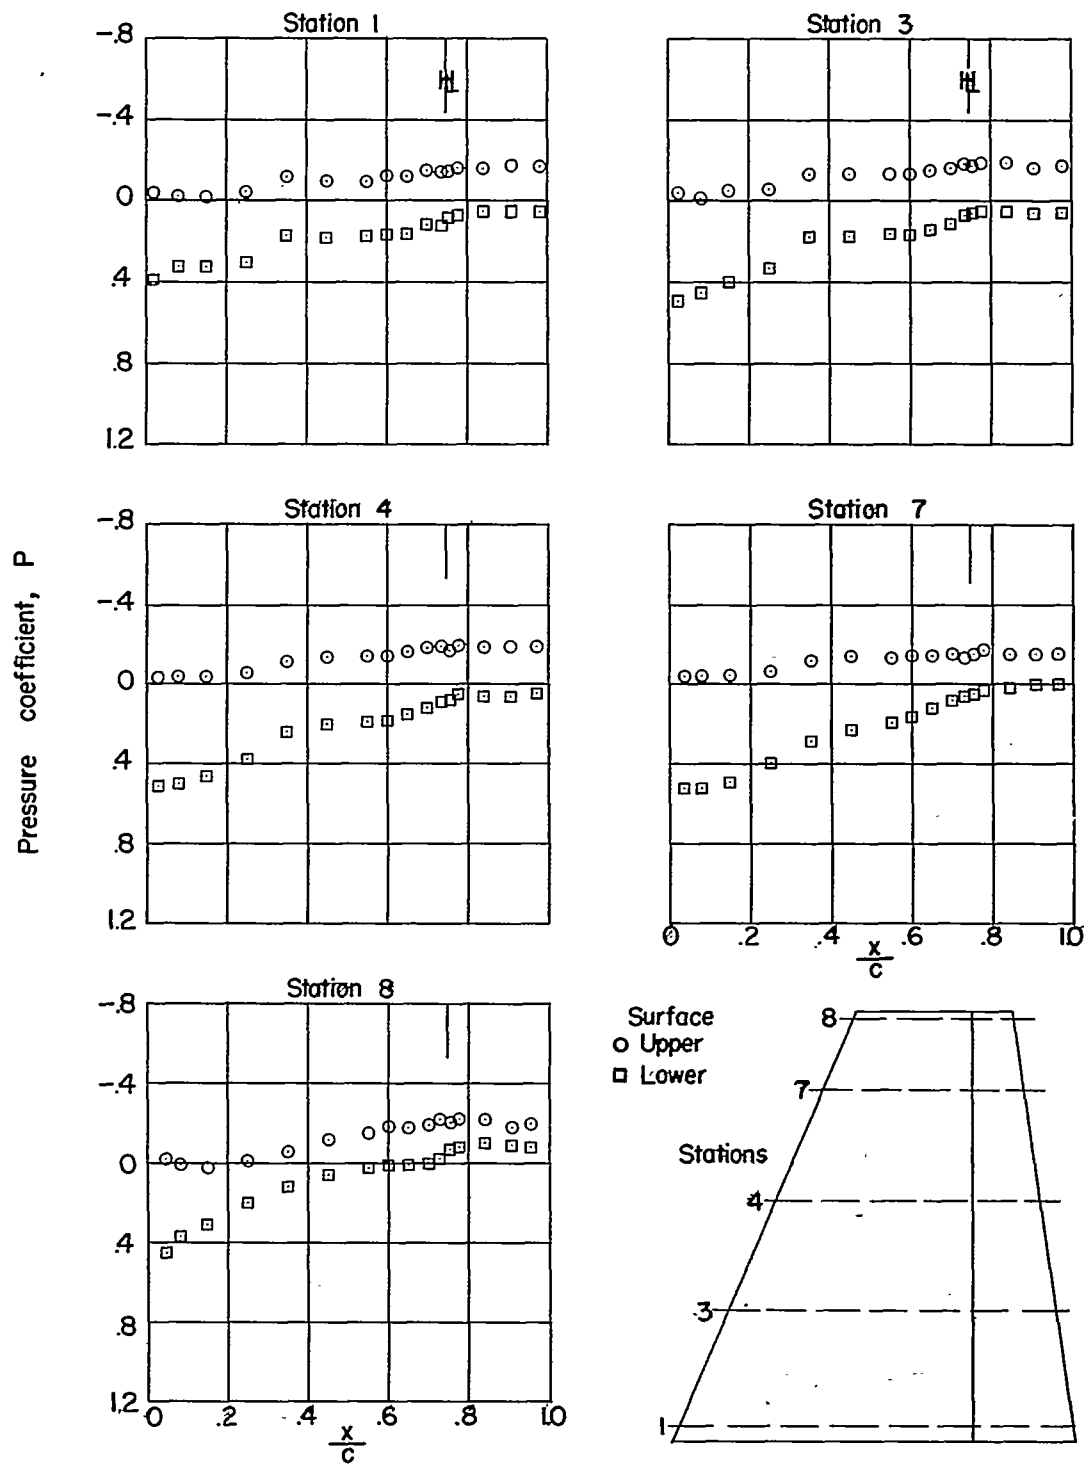 Station 1
Station 3
-.8
-.4
0
.4
.8
1.2
HL
HL
Station 4
Station 7
-.8
-.4
0
.4
.8
1.2
0 .2 .4 .6 .8 1.0
x/c
Pressure coefficient, P
Station 8
-.8
-.4
0
.4
.8
1.2
0 .2 .4 .6 .8 1.0
x/c
Surface
Upper
Lower
Stations
8
7
4
3
1